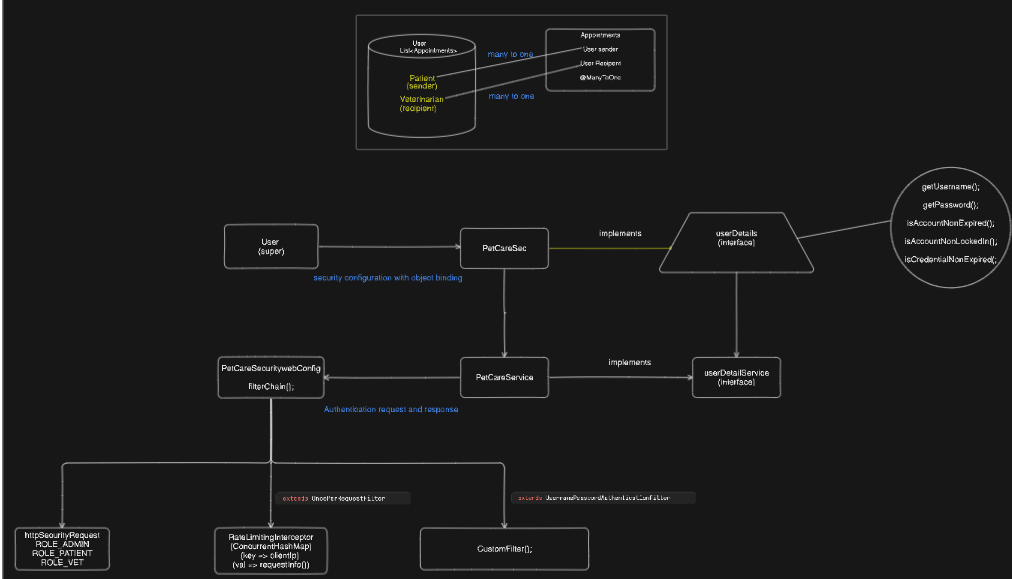 User
List<Appointments>
Appointments
many to one
User sender
Patient
(sender)
User Recipent
Veterinarian
(recipient)
@ManyToOne
many to one
getUsername();
getPassword();
isAccountNonExpired();
isAccountNonLockedIn();
isCredentialNonExpired(;
User
(super)
PetCareSec
implements
userDetails
(interface)
security configuration with object binding
PetCareSecuritywebConfig
filterChain();
PetCareService
implements
userDetailService
(interface)
Authentication request and response
extends OncePerRequestFilter
extends UsernamePasswordAuthenticationFilter
httpSecurityRequest
ROLE_ADMIN
ROLE_PATIENT
ROLE_VET
RateLimitingInterceptor
(ConcurrentHashMap)
(key => clientIp)
(val => requestInfo())
CustomFilter();